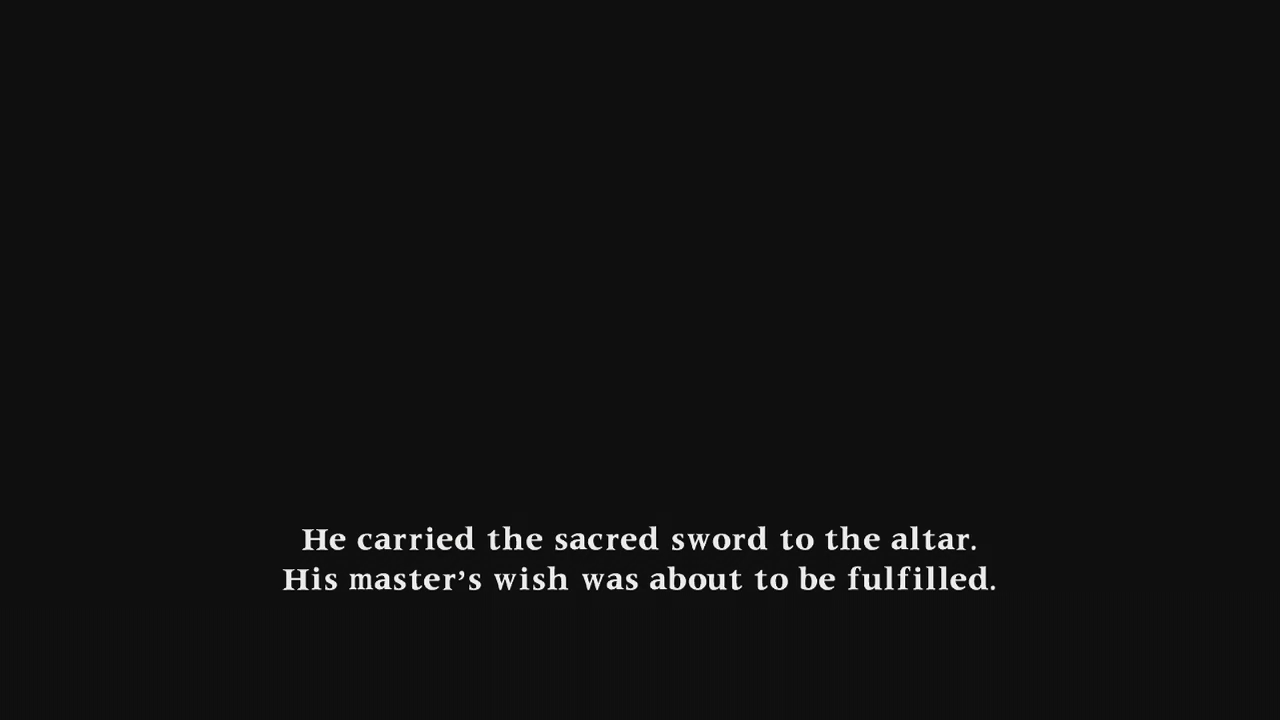 He carried the sacred sword to the altar.
His master’s wish was about to be fulfilled.